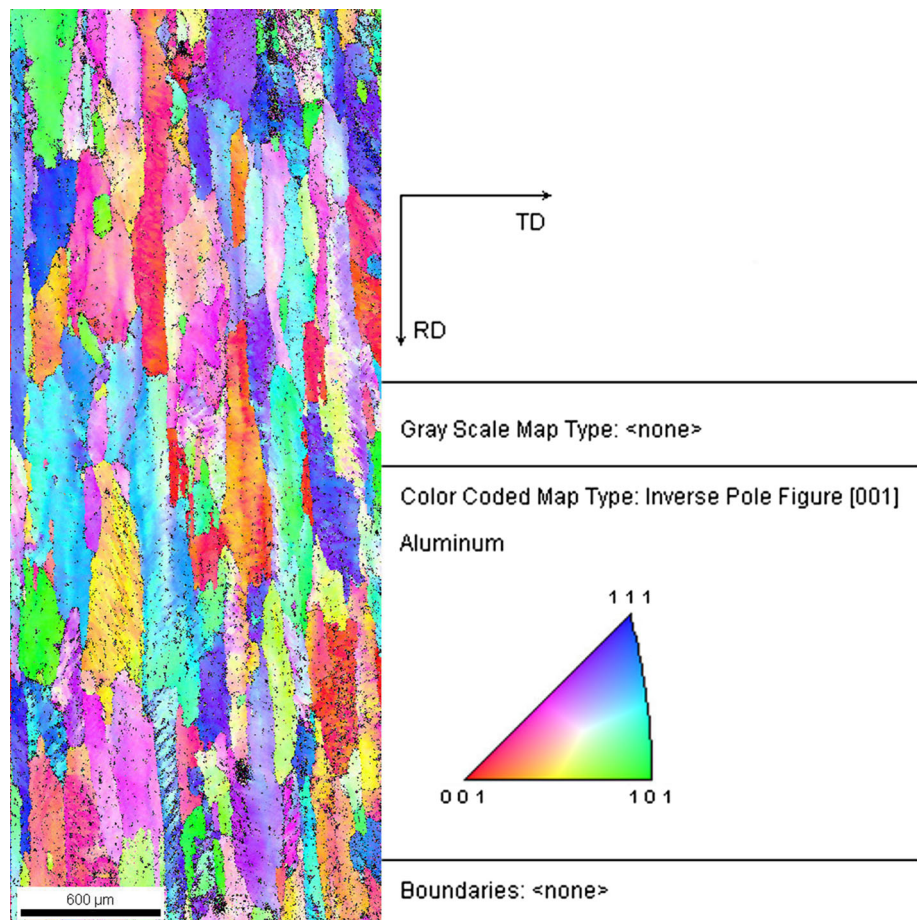 TD
RD
Gray Scale Map Type: <none>
Color Coded Map Type: Inverse Pole Figure [001]
Aluminum
1 1 1
0 0 1
1 0 1
Boundaries: <none>
600 µm